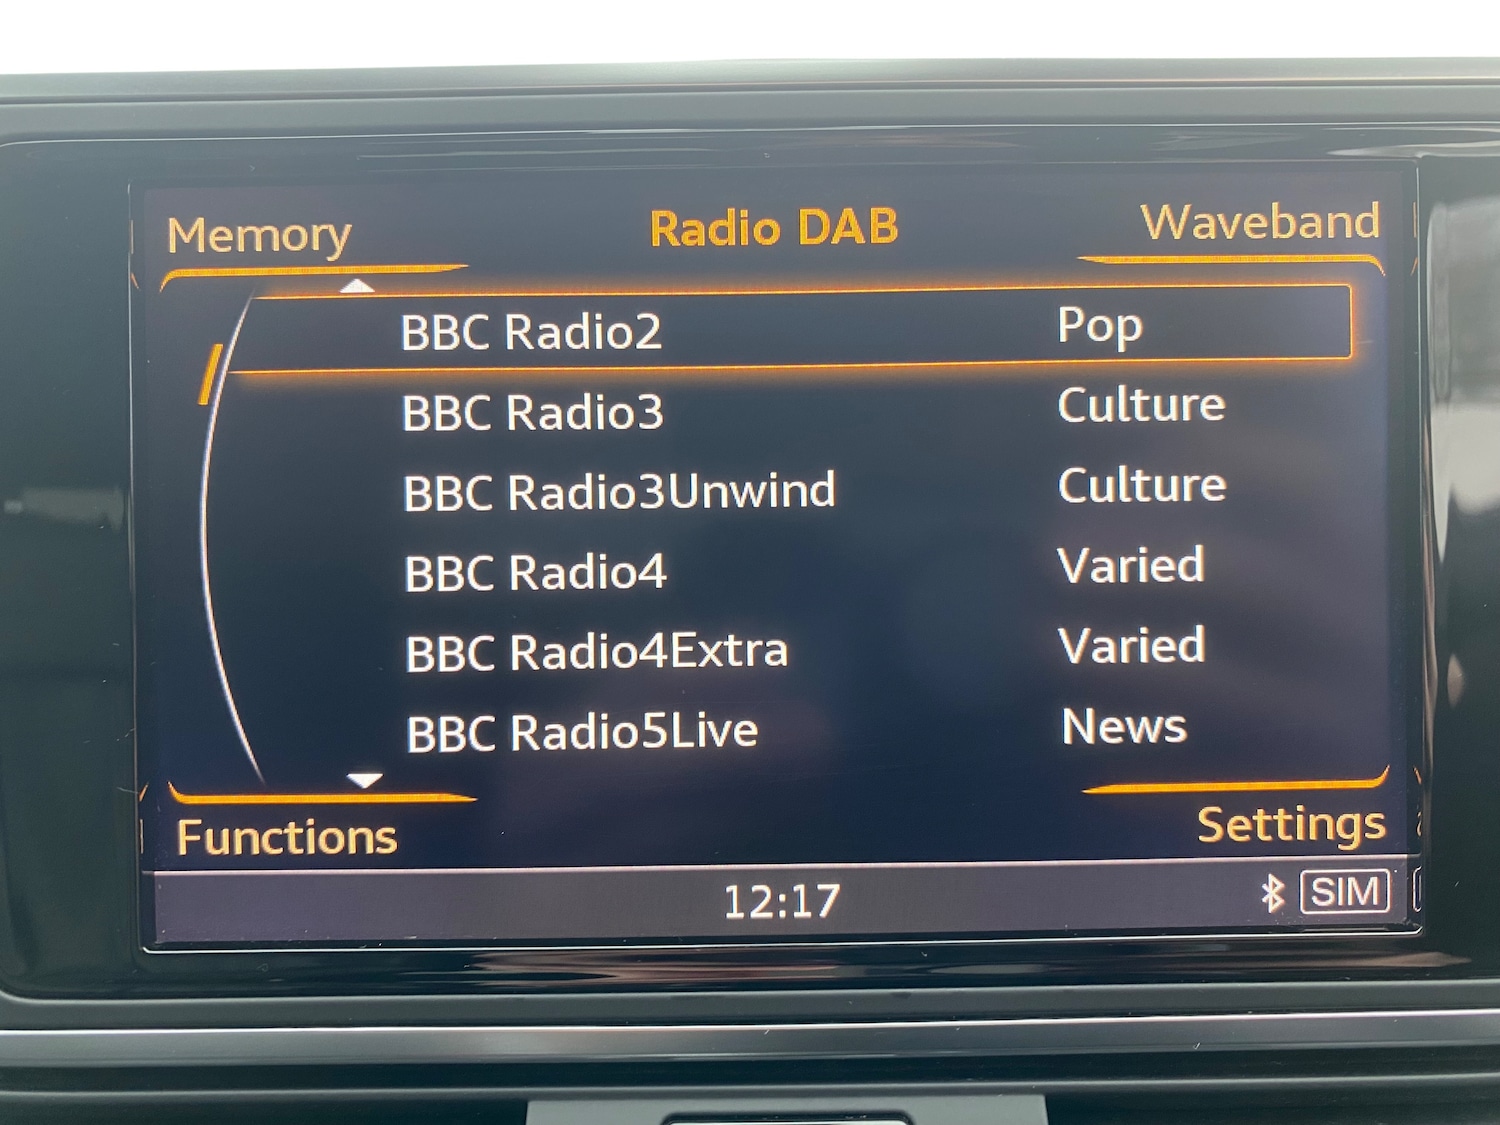 Memory Radio DAB Waveband
BBC Radio2 Pop
BBC Radio3 Culture
BBC Radio3Unwind Culture
BBC Radio4 Varied
BBC Radio4Extra Varied
BBC Radio5Live News
Functions Settings
12:17 SIM